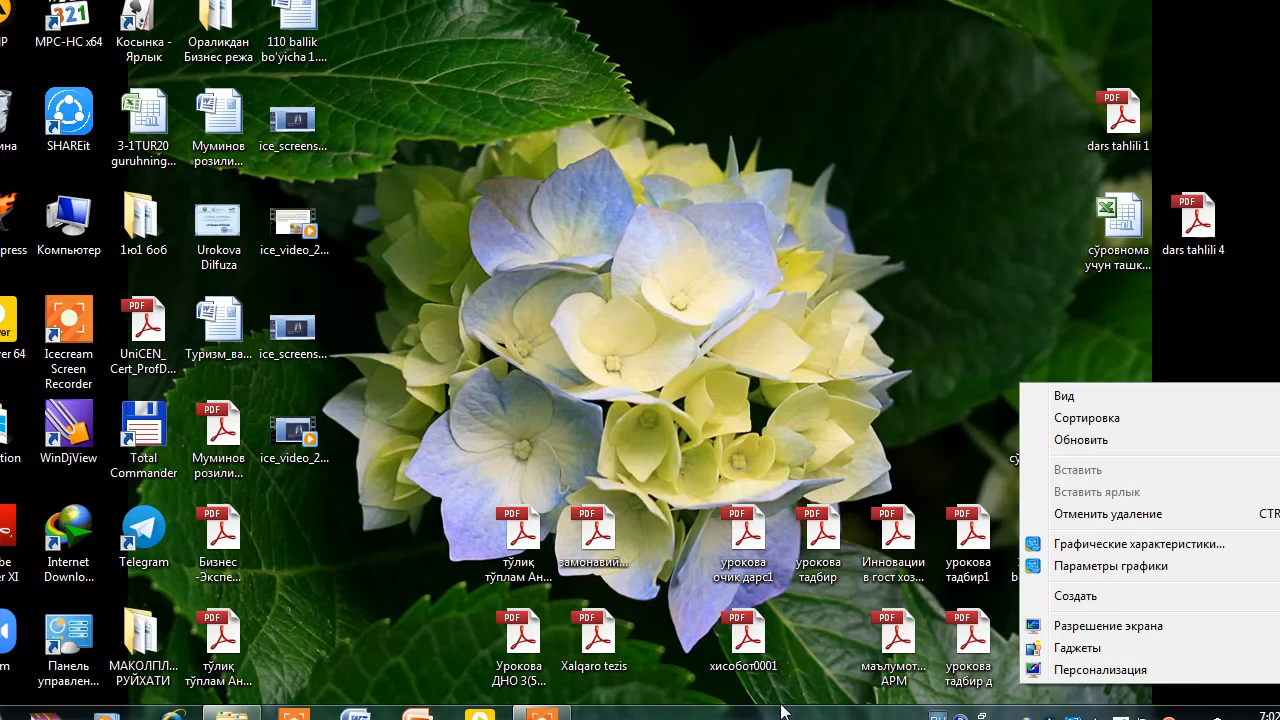 MPC-HC x64
Косынка -
Ярлык
Ораликдан
Бизнес режа
110 ballik
bo'yicha 1....
SHAREit
3-1TUR20
guruhning...
Муминов
розили...
ice_screens...
dars tahlili 1
Компьютер
1ю1 боб
Urokova
Dilfuza
ice_video_2...
сўровнома
учун ташк...
dars tahlili 4
Icecream
Screen
Recorder
UniCEN_
Cert_ProfD...
Туризм_ва...
ice_screens...
WinDjView
Total
Commander
Муминов
розили...
ice_video_2...
Internet
Downlo...
Telegram
Бизнес
-Экспе...
тўлиқ
тўплам Ан...
замонавий...
урокова
очик дарс1
урокова
тадбир
Инновации
в гост хоз...
урокова
тадбир1
Панель
управлен...
МАКОЛПЛ...
РУЙХАТИ
тўлиқ
тўплам Ан...
Урокова
ДНО 3(5...
Xalqaro tezis
хисобот0001
маълумот...
АРМ
урокова
тадбир д
Вид
Сортировка
Обновить
Вставить
Вставить ярлык
Отменить удаление CTR
Графические характеристики...
Параметры графики
Создать
Разрешение экрана
Гаджеты
Персонализация
7:02